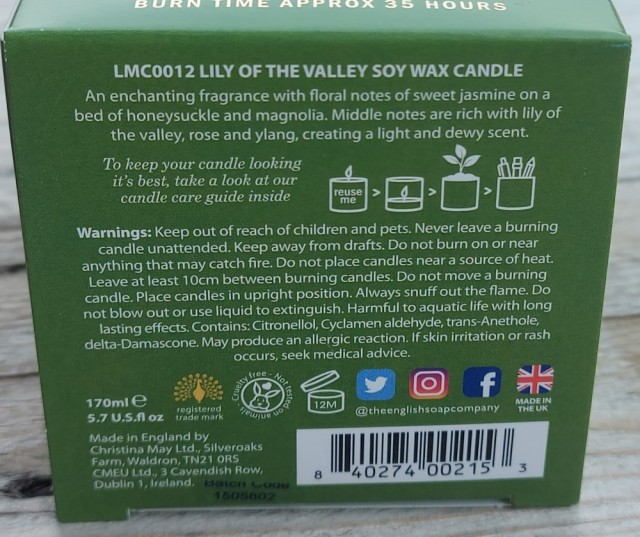 BURN TIME APPROX 35 HOURS
LMC0012 LILY OF THE VALLEY SOY WAX CANDLE
An enchanting fragrance with floral notes of sweet jasmine on a
bed of honeysuckle and magnolia. Middle notes are rich with lily of
the valley, rose and ylang, creating a light and dewy scent.
To keep your candle looking
it's best, take a look at our
candle care guide inside
reuse
me
Warnings: Keep out of reach of children and pets. Never leave a burning
candle unattended. Keep away from drafts. Do not burn on or near
anything that may catch fire. Do not place candles near a source of heat.
Leave at least 10cm between burning candles. Do not move a burning
candle. Place candles in upright position. Always snuff out the flame. Do
not blow out or use liquid to extinguish. Harmful to aquatic life with long
lasting effects. Contains: Citronellol, Cyclamen aldehyde, trans-Anethole,
delta-Damascone. May produce an allergic reaction. If skin irritation or rash
occurs, seek medical advice.
170ml e
5.7 U.S.fl oz
registered
trade mark
Cruelty free - Not tested on animals
12M
@theenglishsoapcompany
MADE IN
THE UK
Made in England by
Christina May Ltd., Silveroaks
Farm, Waldron, TN21 0RS
CMEU Ltd., 3 Cavendish Row,
Dublin 1, Ireland.
Batch Code
1505602
8 40274 00215 3